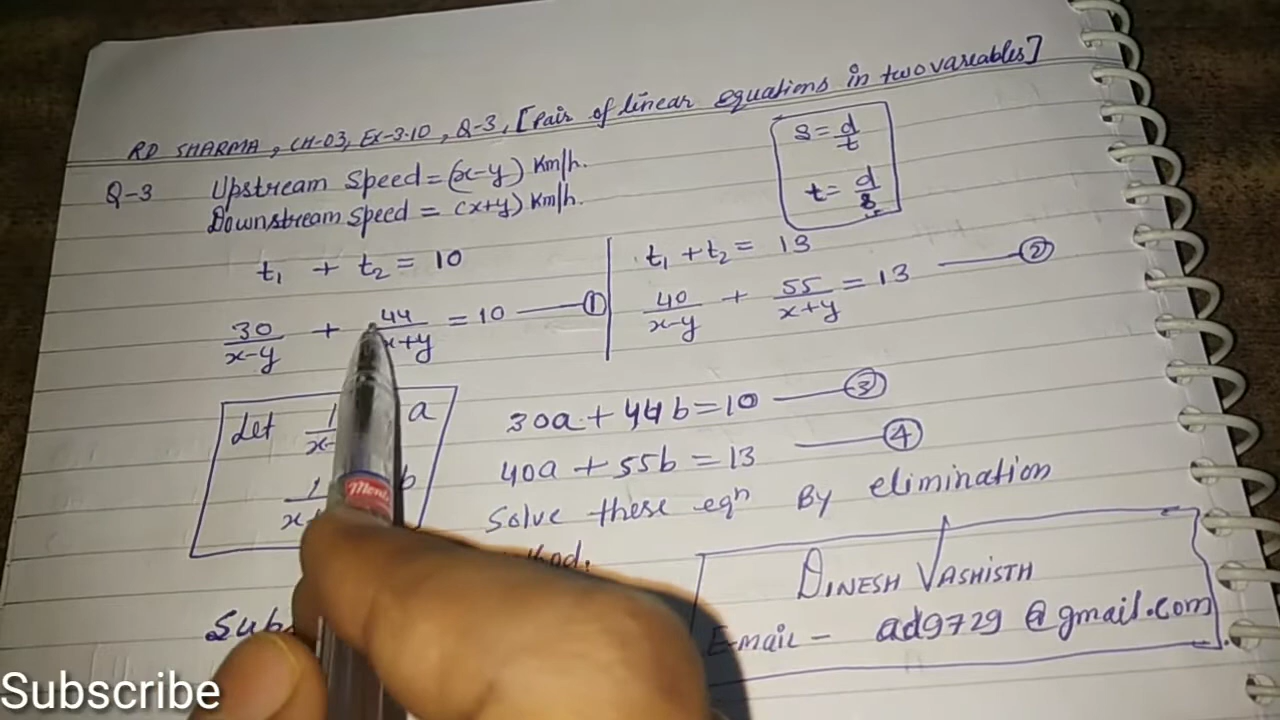 RD SHARMA, CH-03, Ex-3.10, Q-3, [Pair of linear equations in two variables]
Q-3 Upstream Speed = (x-y) Km/h.
Downstream Speed = (x+y) Km/h.
S = d/t
t = d/s
t₁ + t₂ = 10
30/x-y + 44/x+y = 10 ——— ①
t₁ + t₂ = 13
40/x-y + 55/x+y = 13 ——— ②
Let 1/x- a
1/x+ b
30a + 44b = 10 ——— ③
40a + 55b = 13 ——— ④
Solve these eqⁿ By elimination
DINESH VASHISTH
E-mail - ad9729@gmail.com
Subscribe